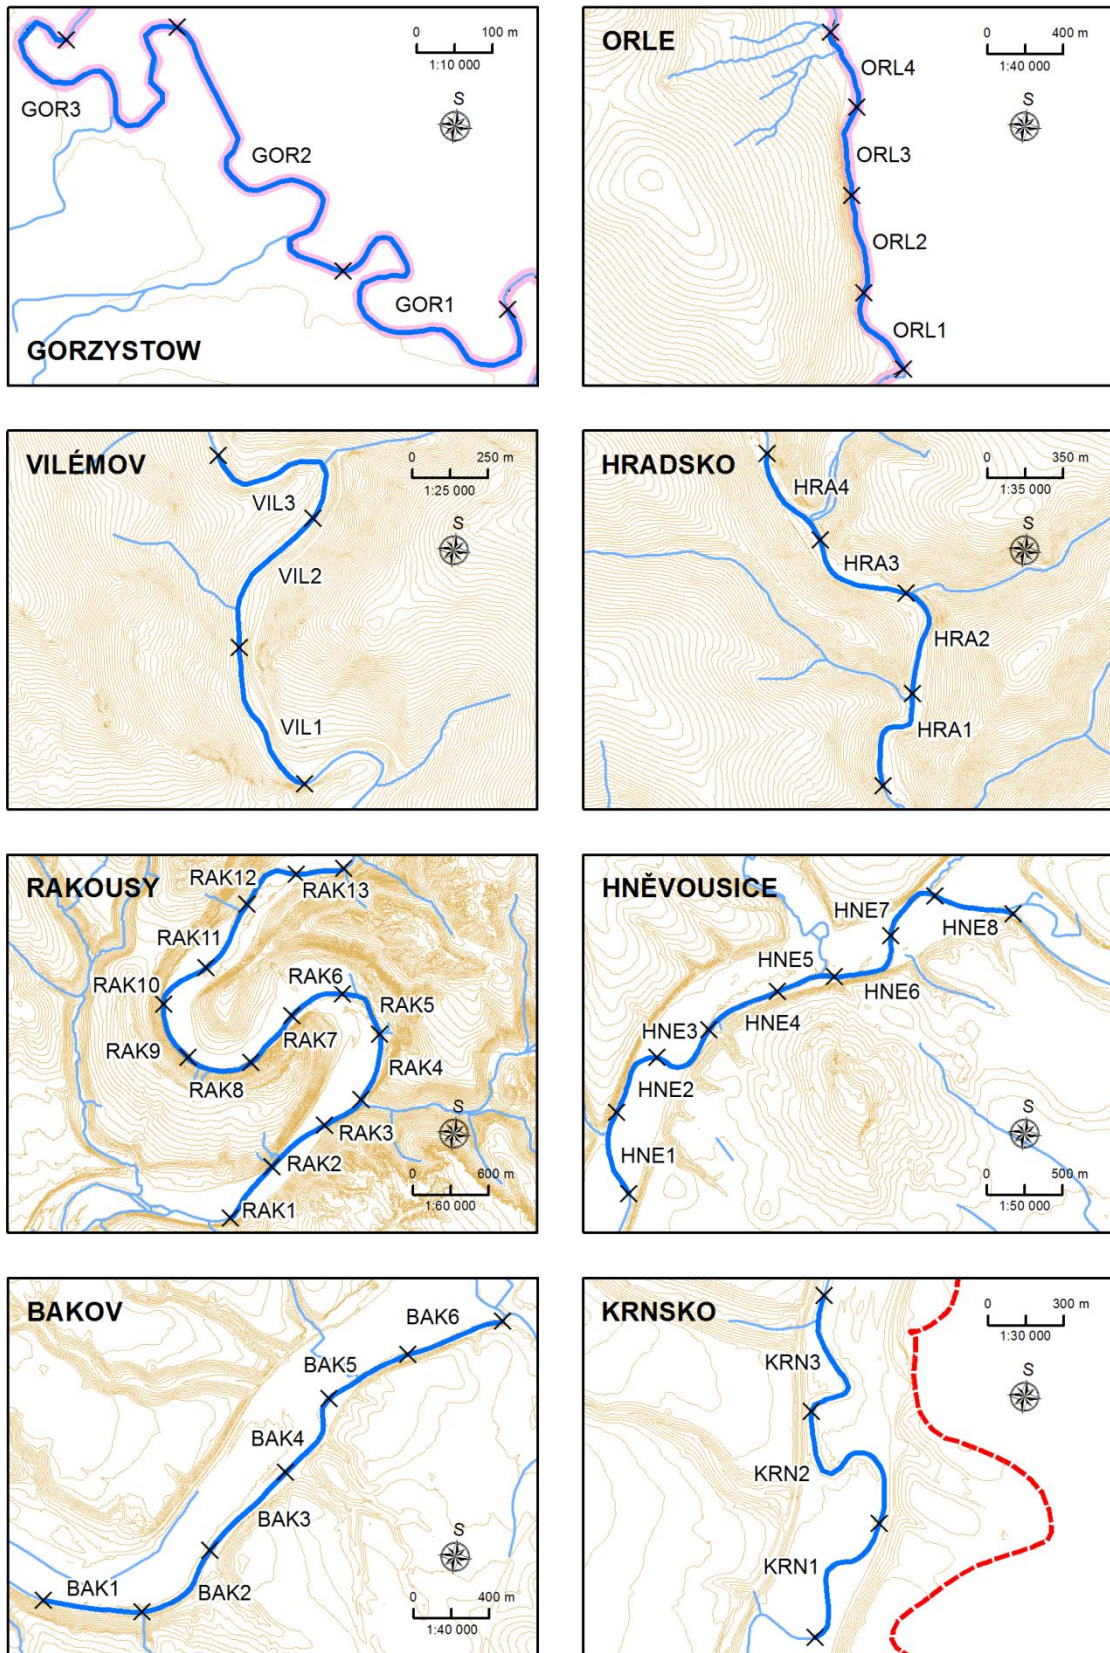 0 100 m
1:10 000
S
GOR3
GOR2
GOR1
GORZYSTOW
ORLE
0 400 m
1:40 000
S
ORL4
ORL3
ORL2
ORL1
VILÉMOV
0 250 m
1:25 000
S
VIL3
VIL2
VIL1
HRADSKO
0 350 m
1:35 000
S
HRA4
HRA3
HRA2
HRA1
RAKOUSY
RAK12
RAK13
RAK11
RAK10
RAK6
RAK5
RAK7
RAK9
RAK8
RAK4
RAK3
RAK2
RAK1
S
0 600 m
1:60 000
HNĚVOUSICE
HNE7
HNE8
HNE5
HNE6
HNE4
HNE3
HNE2
HNE1
S
0 500 m
1:50 000
BAKOV
BAK6
BAK5
BAK4
BAK3
BAK2
BAK1
S
0 400 m
1:40 000
KRNSKO
0 300 m
1:30 000
S
KRN3
KRN2
KRN1